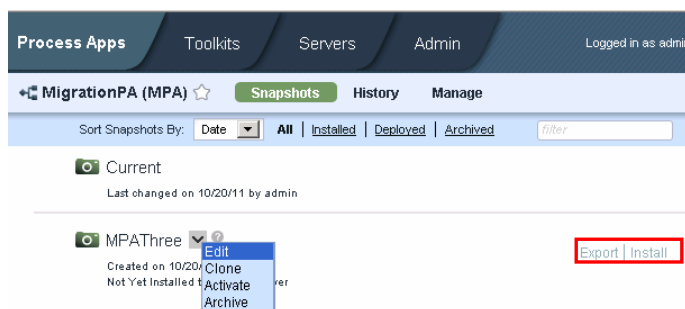 Process Apps Toolkits Servers Admin Logged in as admi
MigrationPA (MPA) Snapshots History Manage
Sort Snapshots By: Date All | Installed | Deployed | Archived filter
Current
Last changed on 10/20/11 by admin
MPAThree ?
Edit
Export | Install
Created on 10/20/
Clone
Not Yet Installed t
Activate
ver
Archive